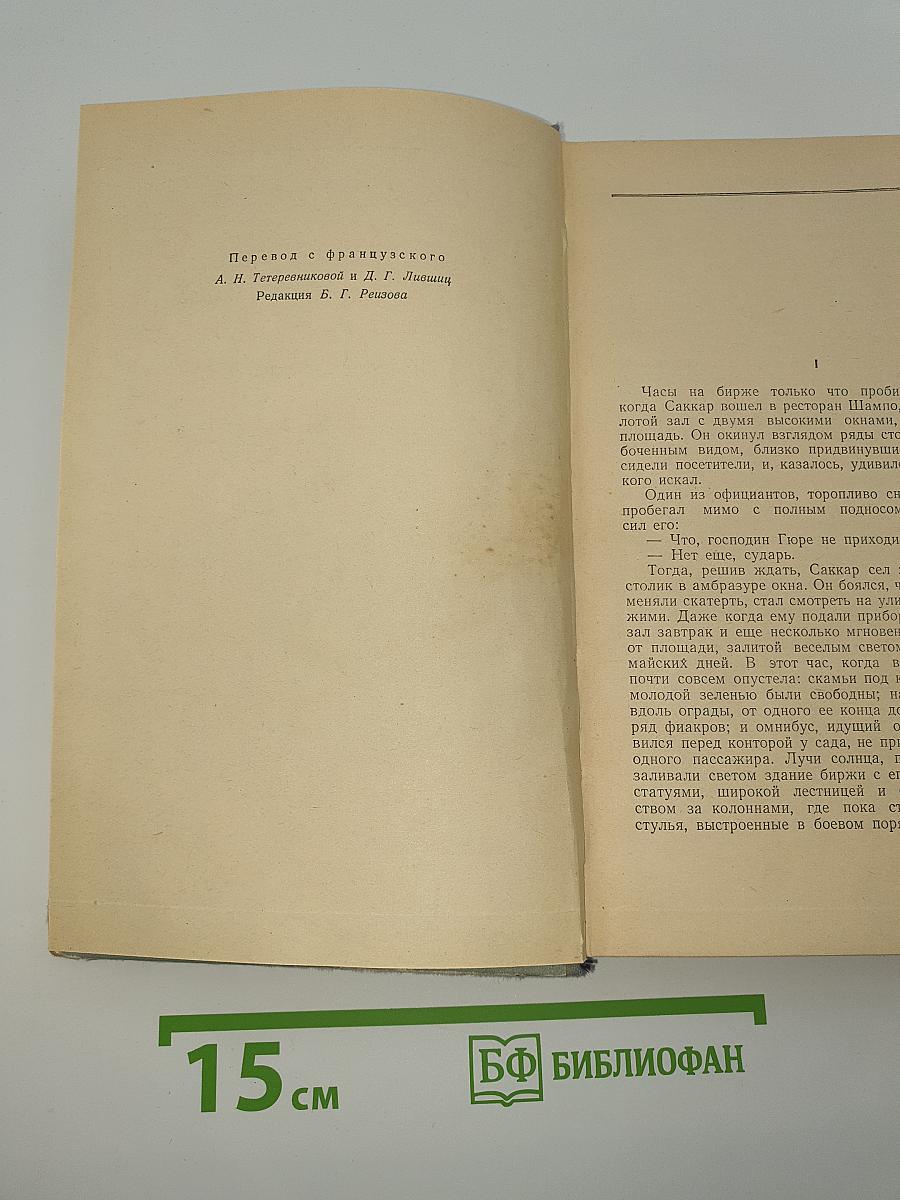 Перевод с французского
А. Н. Тетеревниковой и Д. Г. Лившиц
Редакция Б. Г. Реизова
I
Часы на бирже только что проби
когда Саккар вошел в ресторан Шампо,
лотой зал с двумя высокими окнами,
площадь. Он окинул взглядом ряды сто
боченным видом, близко придвинувши
сидели посетители, и, казалось, удивил
кого искал.
Один из официантов, торопливо сн
пробегал мимо с полным подносом
сил его:
— Что, господин Гюре не приходи
— Нет еще, сударь.
Тогда, решив ждать, Саккар сел
столик в амбразуре окна. Он боялся, ч
меняли скатерть, стал смотреть на ули
жими. Даже когда ему подали прибор
зал завтрак и еще несколько мгновен
от площади, залитой веселым светом
майских дней. В этот час, когда в
почти совсем опустела: скамьи под к
молодой зеленью были свободны; на
вдоль ограды, от одного ее конца до
ряд фиакров; и омнибус, идущий о
вился перед конторой у сада, не при
одного пассажира. Лучи солнца, п
заливали светом здание биржи с ег
статуями, широкой лестницей и
ством за колоннами, где пока ст
стулья, выстроенные в боевом поря
15 см
БФ БИБЛИОФАН